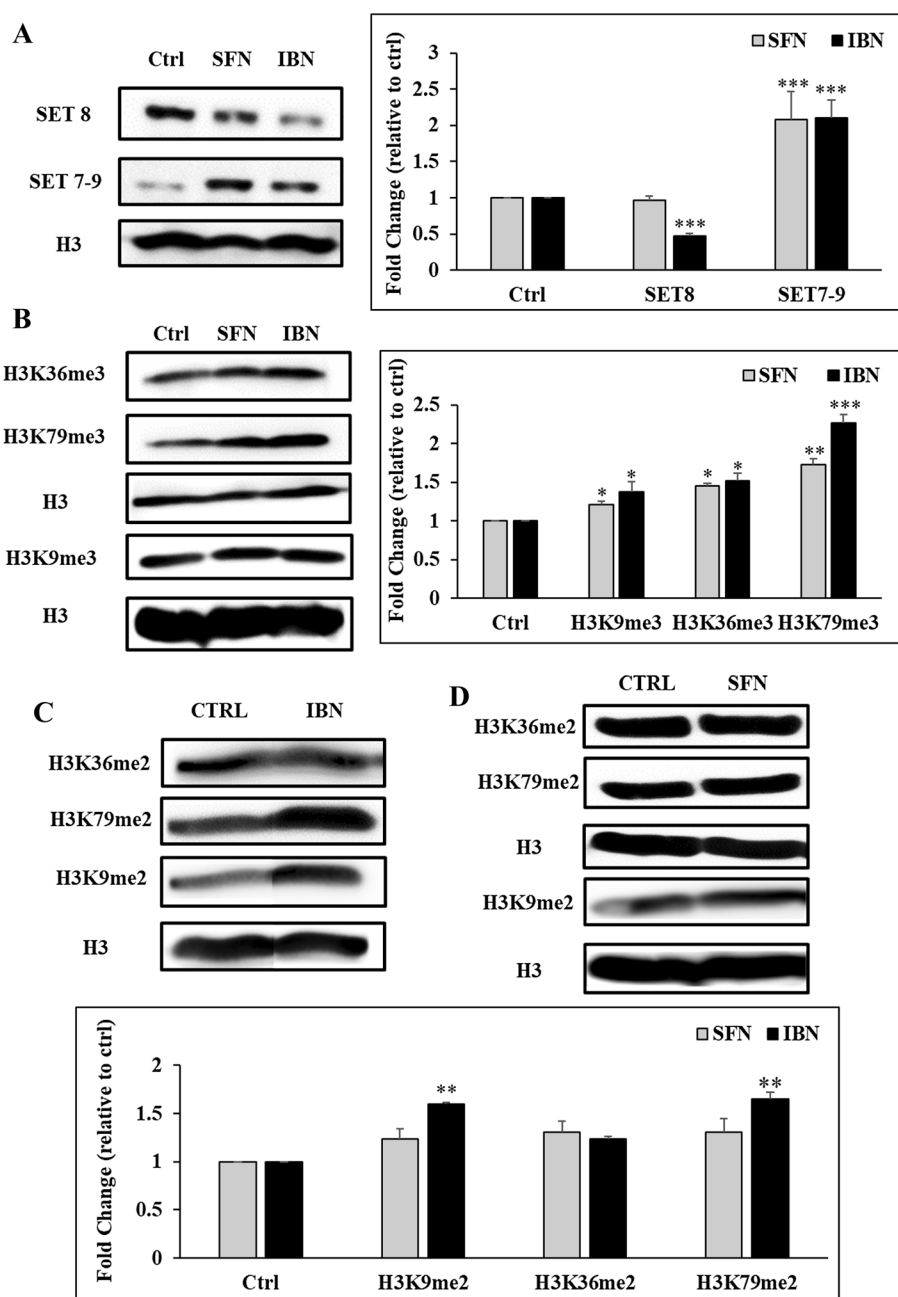 A
Ctrl SFN IBN
SET 8
SET 7-9
H3
SFN IBN
Fold Change (relative to ctrl)
3
2.5
2
1.5
1
0.5
0
***
*** ***
Ctrl SET8 SET7-9
B
Ctrl SFN IBN
H3K36me3
H3K79me3
H3
H3K9me3
H3
SFN IBN
Fold Change (relative to ctrl)
2.5
2
1.5
1
0.5
0
* *
* *
** ***
Ctrl H3K9me3 H3K36me3 H3K79me3
C
CTRL IBN
H3K36me2
H3K79me2
H3K9me2
H3
D
CTRL SFN
H3K36me2
H3K79me2
H3
H3K9me2
H3
SFN IBN
Fold Change (relative to ctrl)
2
1.5
1
0.5
0
** **
Ctrl H3K9me2 H3K36me2 H3K79me2